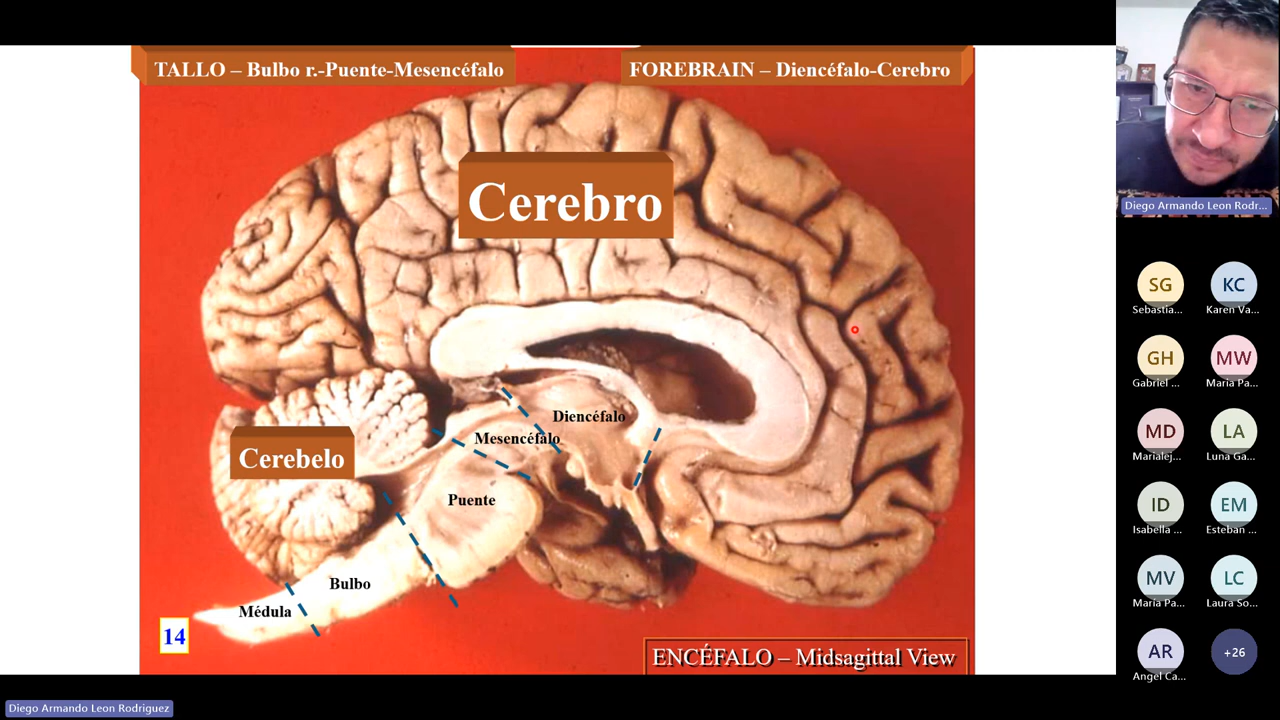 TALLO – Bulbo r.-Puente-Mesencéfalo
FOREBRAIN – Diencéfalo-Cerebro
Cerebro
Diencéfalo
Mesencéfalo
Cerebelo
Puente
Bulbo
Médula
14
ENCÉFALO – Midsagittal View
Diego Armando Leon Rodr...
SG
Sebastia...
KC
Karen Va...
GH
Gabriel ...
MW
Maria Pa...
MD
Marialej...
LA
Luna Ga...
ID
Isabella ...
EM
Esteban ...
MV
Maria Pa...
LC
Laura So...
AR
Angel Ca...
+26
Diego Armando Leon Rodriguez